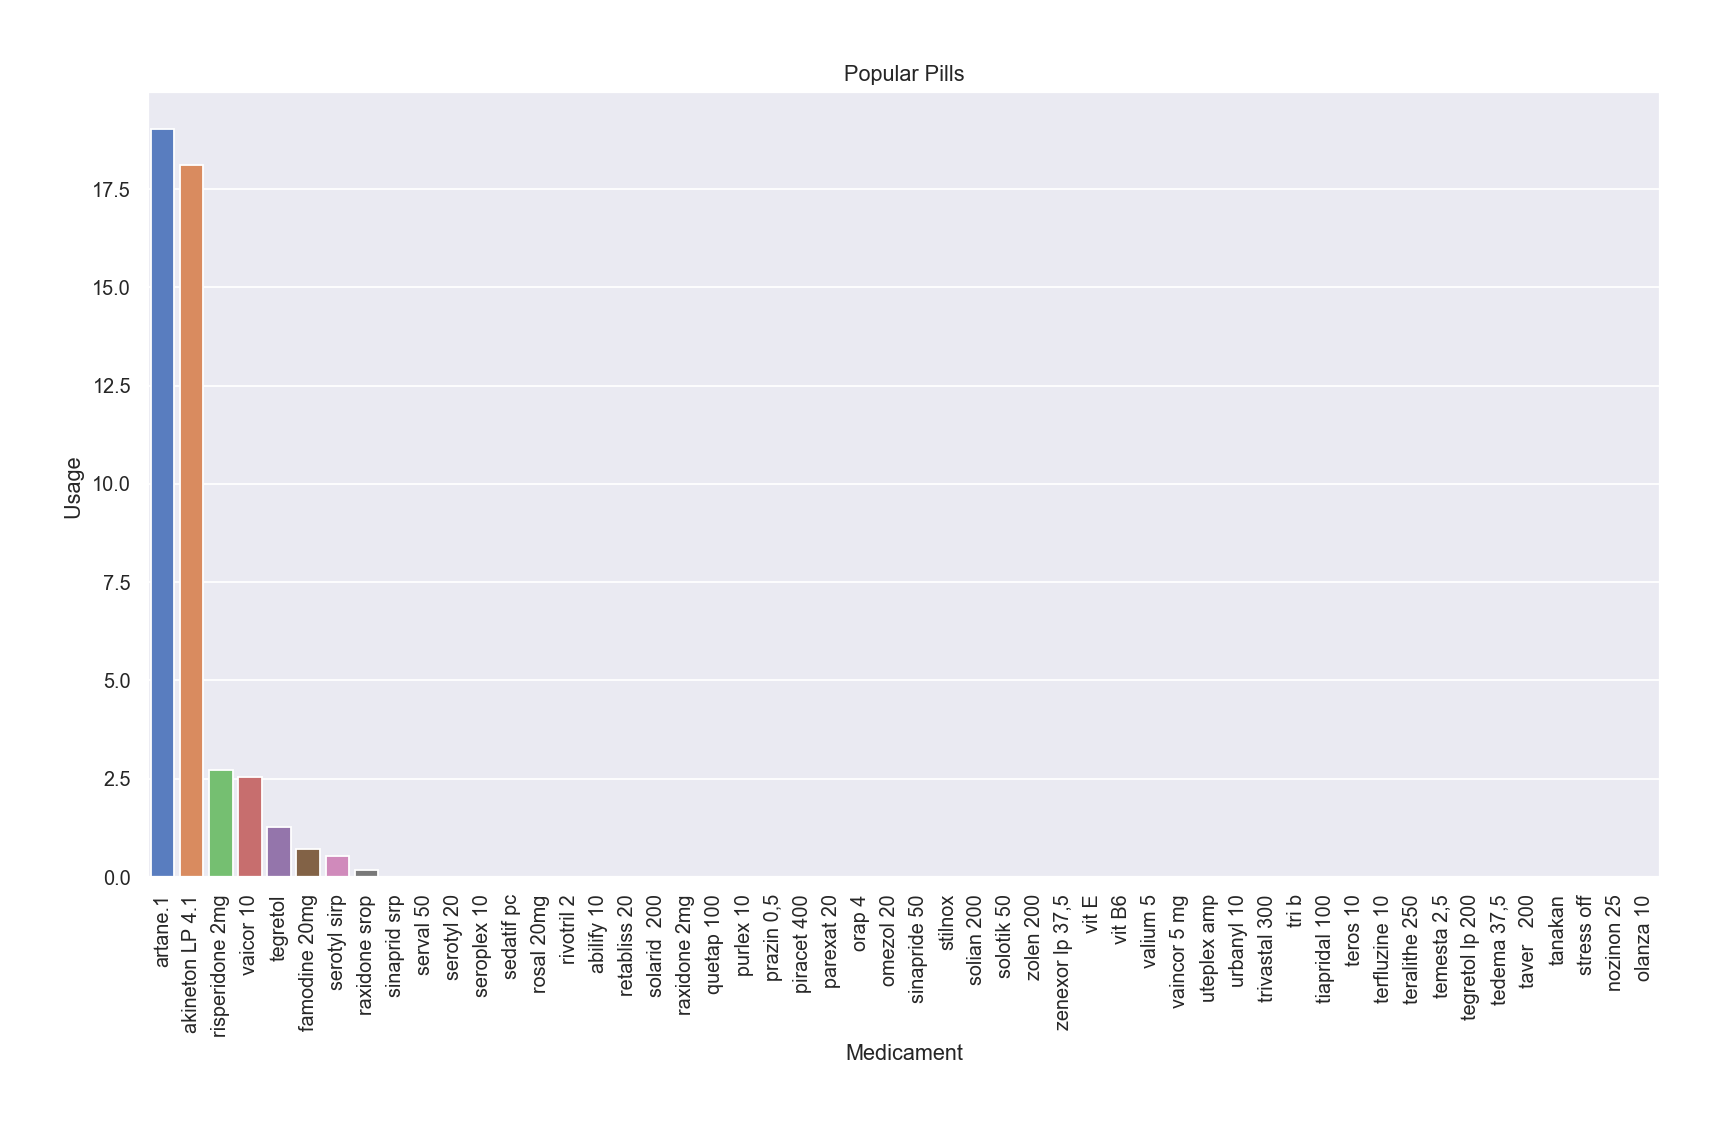 Popular Pills
Usage
17.5
15.0
12.5
10.0
7.5
5.0
2.5
0.0
artane.1
akineton LP 4.1
risperidone 2mg
vaicor 10
tegretol
famodine 20mg
serotyl sirp
raxidone srop
sinaprid srp
serval 50
serotyl 20
seroplex 10
sedatif pc
rosal 20mg
rivotril 2
abilify 10
retabliss 20
solarid  200
raxidone 2mg
quetap 100
purlex 10
prazin 0,5
piracet 400
parexat 20
orap 4
omezol 20
sinapride 50
stilnox
solian 200
solotik 50
zolen 200
zenexor lp 37,5
vit E
vit B6
valium 5
vaincor 5 mg
uteplex amp
urbanyl 10
trivastal 300
tri b
tiapridal 100
teros 10
terfluzine 10
teralithe 250
temesta 2,5
tegretol lp 200
tedema 37,5
taver   200
tanakan
stress off
nozinon 25
olanza 10
Medicament